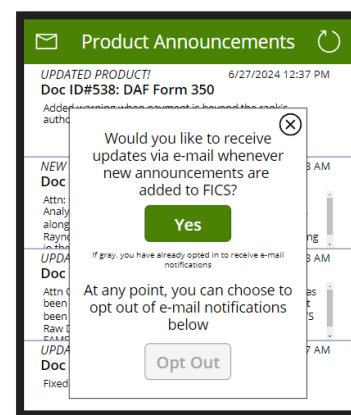 Product Announcements
UPDATED PRODUCT! 6/27/2024 12:37 PM
Doc ID#538: DAF Form 350
Added warning when payment is beyond the rank's
Would you like to receive
updates via e-mail whenever
new announcements are
added to FICS?
Yes
If gray, you have already opted in to receive e-mail
notifications
At any point, you can choose to
opt out of e-mail notifications
below
Opt Out
NEW AM
Doc
Attn:
along
AM
Doc
Attn
been
been
Raw
AM
Doc
Fixed